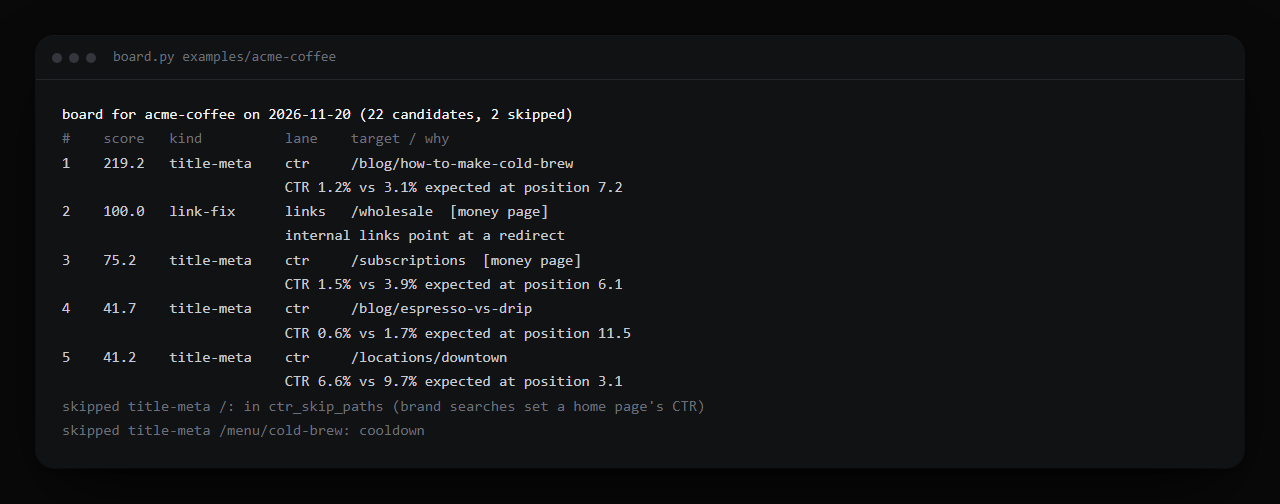 board.py examples/acme-coffee
board for acme-coffee on 2026-11-20 (22 candidates, 2 skipped)
# score kind lane target / why
1 219.2 title-meta ctr /blog/how-to-make-cold-brew
CTR 1.2% vs 3.1% expected at position 7.2
2 100.0 link-fix links /wholesale [money page]
internal links point at a redirect
3 75.2 title-meta ctr /subscriptions [money page]
CTR 1.5% vs 3.9% expected at position 6.1
4 41.7 title-meta ctr /blog/espresso-vs-drip
CTR 0.6% vs 1.7% expected at position 11.5
5 41.2 title-meta ctr /locations/downtown
CTR 6.6% vs 9.7% expected at position 3.1
skipped title-meta /: in ctr_skip_paths (brand searches set a home page's CTR)
skipped title-meta /menu/cold-brew: cooldown